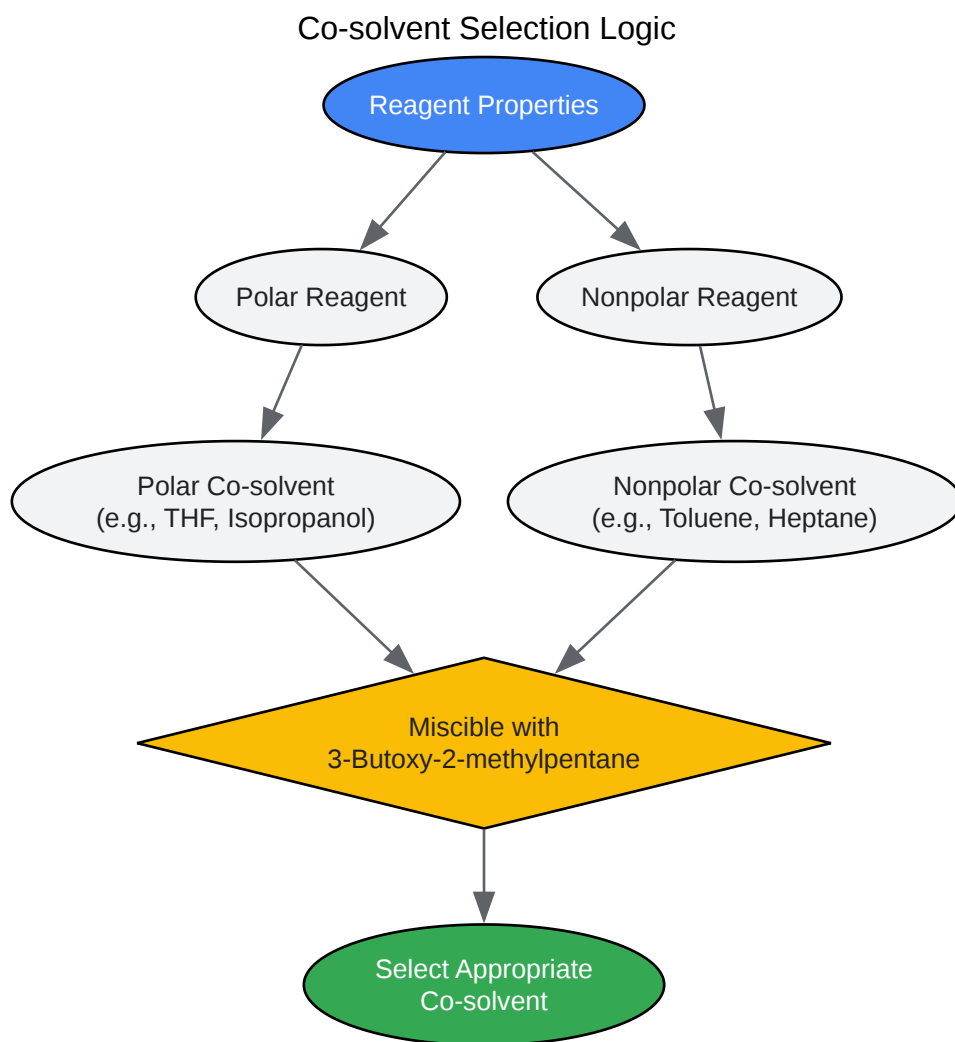 Co-solvent Selection Logic
Reagent Properties
Polar Reagent
Nonpolar Reagent
Polar Co-solvent
(e.g., THF, Isopropanol)
Nonpolar Co-solvent
(e.g., Toluene, Heptane)
Miscible with
3-Butoxy-2-methylpentane
Select Appropriate
Co-solvent